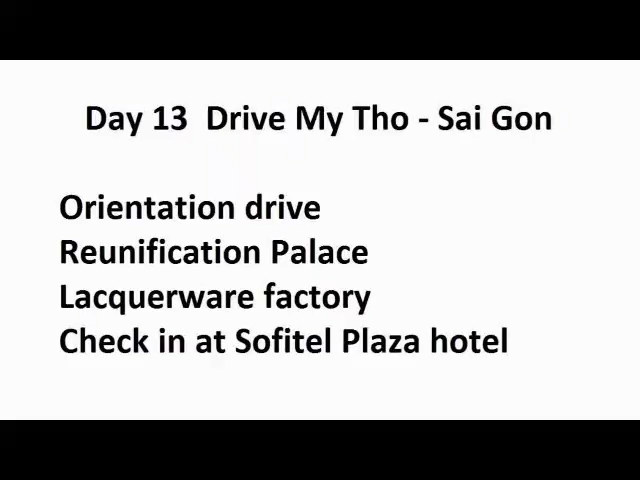 Day 13  Drive My Tho - Sai Gon
Orientation drive
Reunification Palace
Lacquerware factory
Check in at Sofitel Plaza hotel